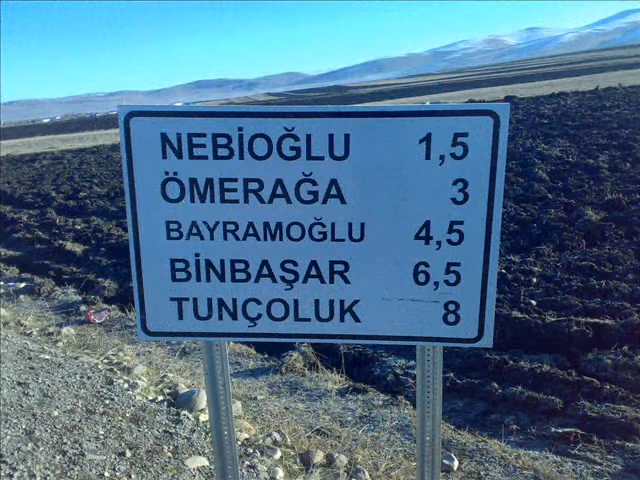 NEBİOĞLU 1,5
ÖMERAĞA 3
BAYRAMOĞLU 4,5
BİNBAŞAR 6,5
TUNÇOLUK 8